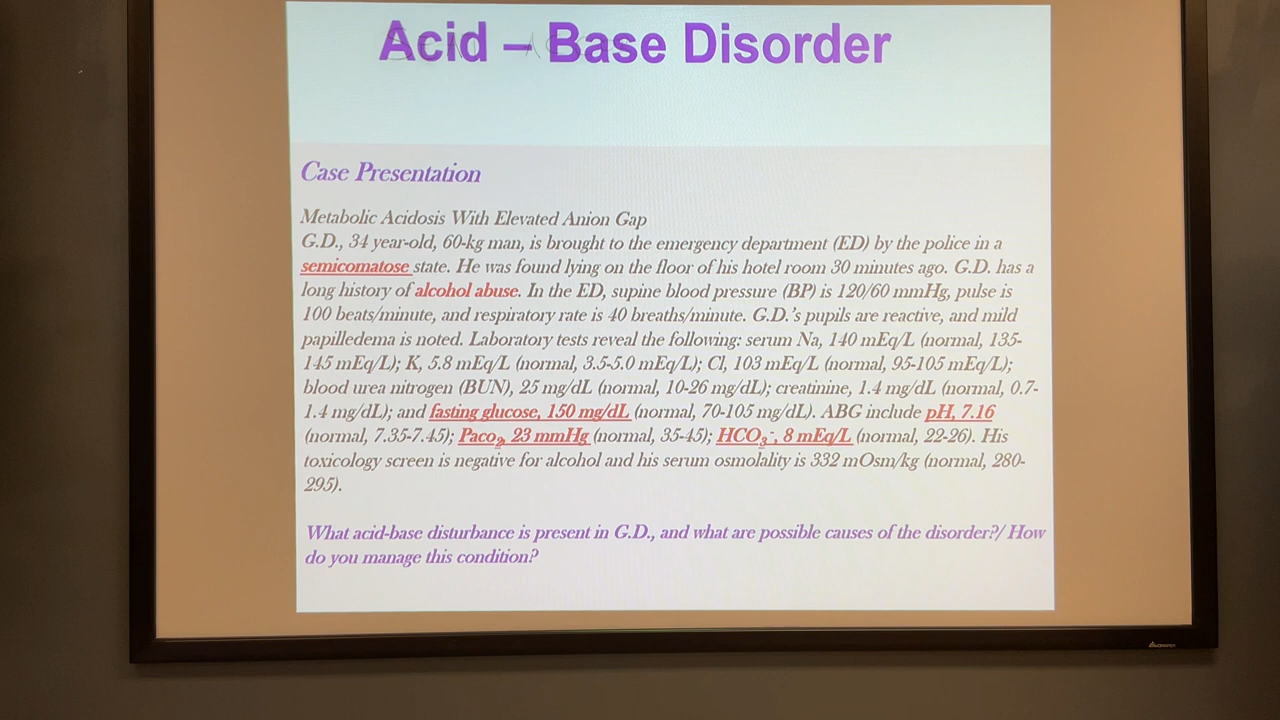 Acid – Base Disorder
Case Presentation
Metabolic Acidosis With Elevated Anion Gap
G.D., 34 year-old, 60-kg man, is brought to the emergency department (ED) by the police in a
semicomatose state. He was found lying on the floor of his hotel room 30 minutes ago. G.D. has a
long history of alcohol abuse. In the ED, supine blood pressure (BP) is 120/60 mmHg, pulse is
100 beats/minute, and respiratory rate is 40 breaths/minute. G.D.'s pupils are reactive, and mild
papilledema is noted. Laboratory tests reveal the following: serum Na, 140 mEq/L (normal, 135-
145 mEq/L); K, 5.8 mEq/L (normal, 3.5-5.0 mEq/L); Cl, 103 mEq/L (normal, 95-105 mEq/L);
blood urea nitrogen (BUN), 25 mg/dL (normal, 10-26 mg/dL); creatinine, 1.4 mg/dL (normal, 0.7-
1.4 mg/dL); and fasting glucose, 150 mg/dL (normal, 70-105 mg/dL). ABG include pH, 7.16
(normal, 7.35-7.45); Paco₂, 23 mmHg (normal, 35-45); HCO₃⁻, 8 mEq/L (normal, 22-26). His
toxicology screen is negative for alcohol and his serum osmolality is 332 mOsm/kg (normal, 280-
295).
What acid-base disturbance is present in G.D., and what are possible causes of the disorder?/ How
do you manage this condition?